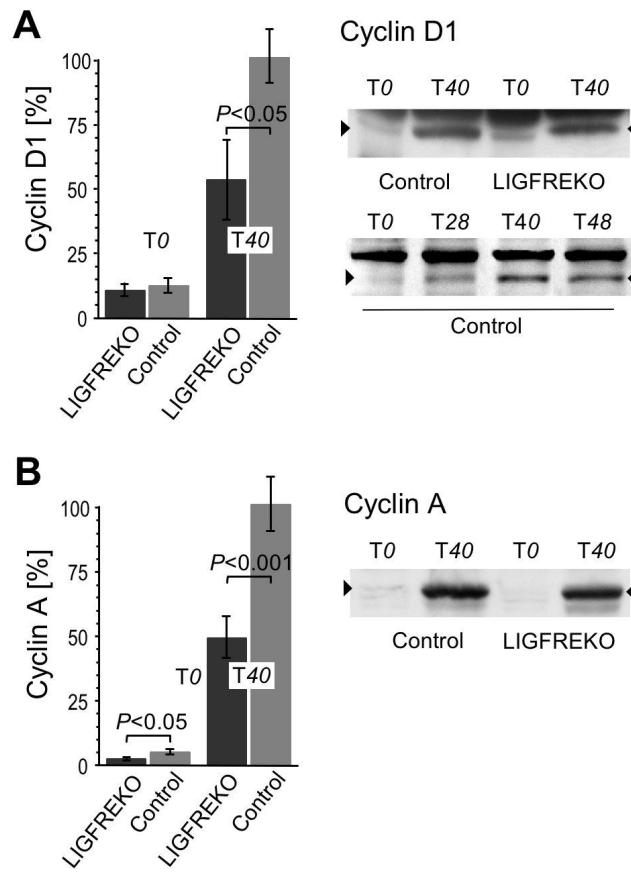 A
Cyclin D1 [%]
100
75
50
25
0
P<0.05
T0
T40
LIGFREKO
Control
LIGFREKO
Control
Cyclin D1
T0 T40 T0 T40
Control LIGFREKO
T0 T28 T40 T48
Control
B
Cyclin A [%]
100
75
50
25
0
P<0.001
T0 T40
P<0.05
LIGFREKO
Control
LIGFREKO
Control
Cyclin A
T0 T40 T0 T40
Control LIGFREKO